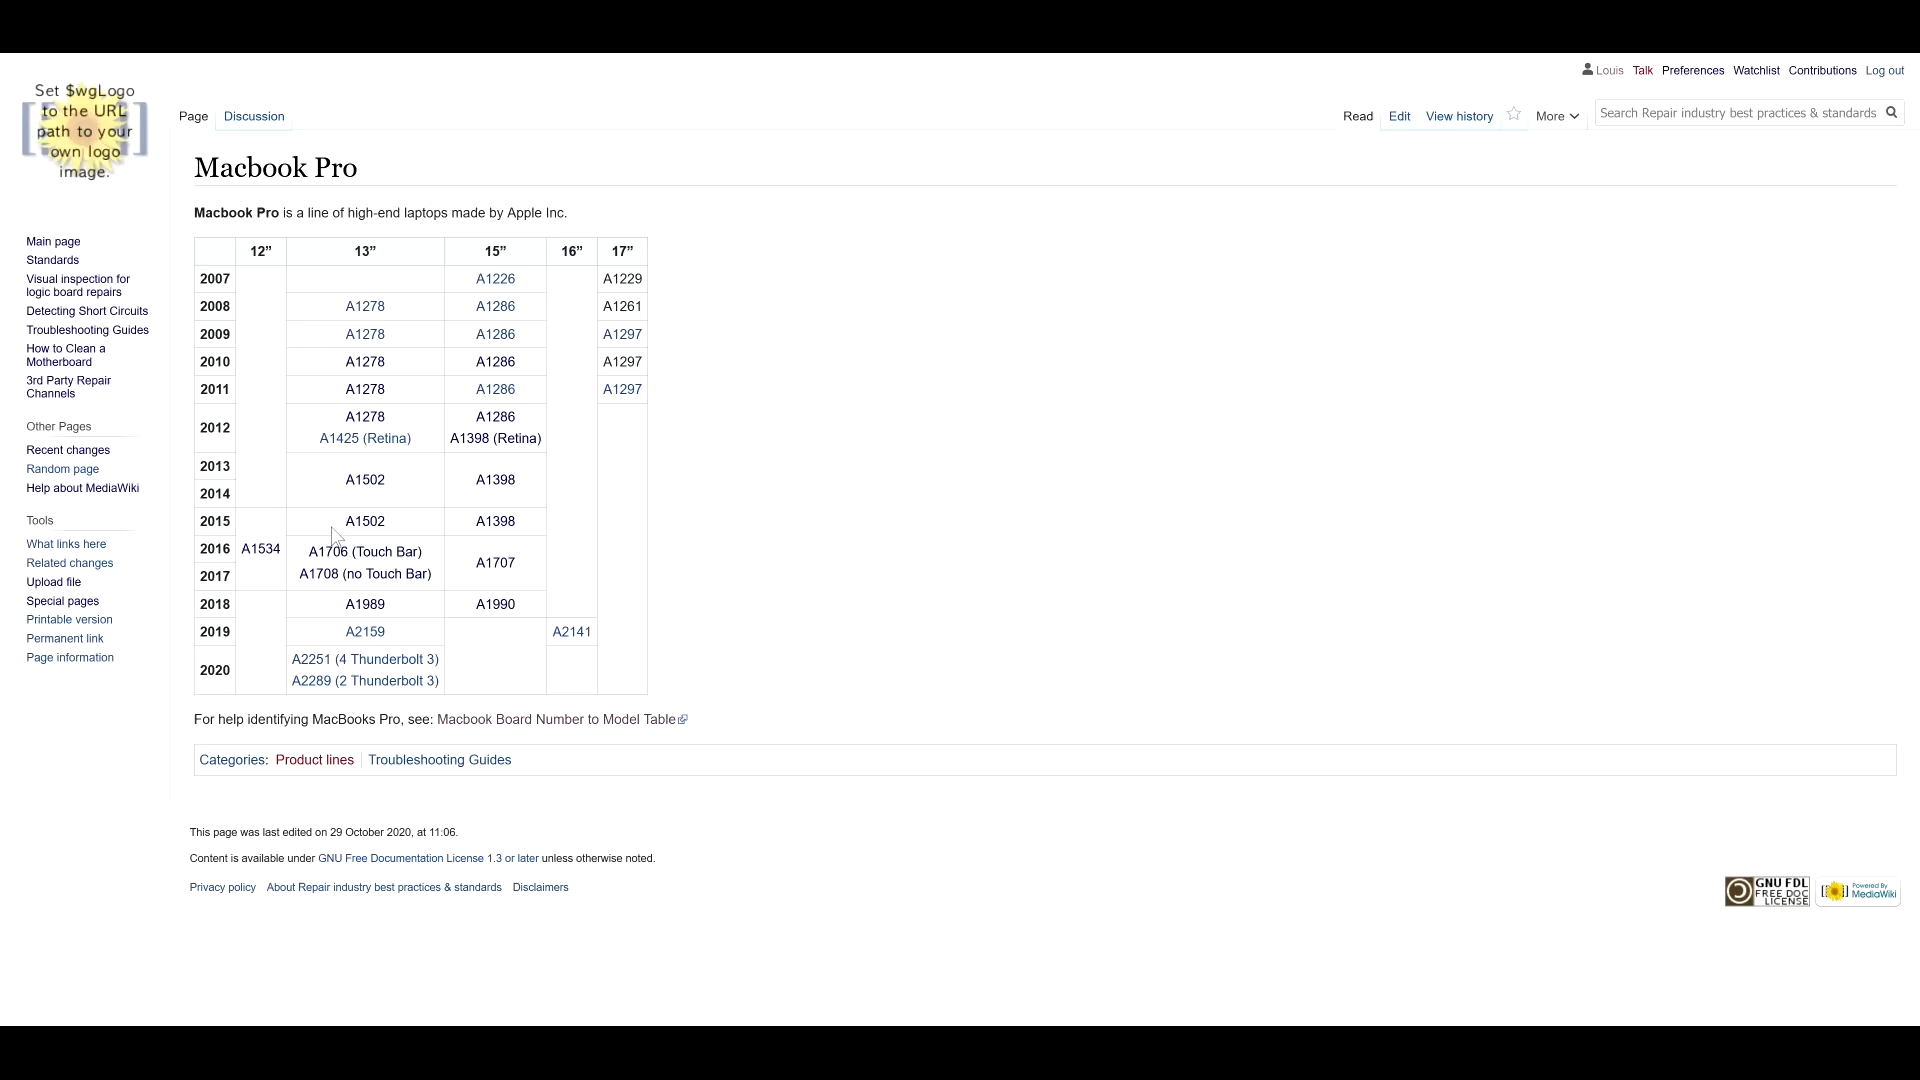 Louis Talk Preferences Watchlist Contributions Log out
Set $wgLogo
to the URL
path to your
own logo
image.
Page Discussion
Read Edit View history More
Search Repair industry best practices & standards
Macbook Pro
Macbook Pro is a line of high-end laptops made by Apple Inc.
12” 13” 15” 16” 17”
2007 A1226 A1229
2008 A1278 A1286 A1261
2009 A1278 A1286 A1297
2010 A1278 A1286 A1297
2011 A1278 A1286 A1297
2012 A1278 A1286
A1425 (Retina) A1398 (Retina)
2013
A1502 A1398
2014
2015 A1502 A1398
2016 A1534 A1706 (Touch Bar)
A1707
2017 A1708 (no Touch Bar)
2018 A1989 A1990
2019 A2159 A2141
2020 A2251 (4 Thunderbolt 3)
A2289 (2 Thunderbolt 3)
For help identifying MacBooks Pro, see: Macbook Board Number to Model Table
Categories: Product lines Troubleshooting Guides
Main page
Standards
Visual inspection for
logic board repairs
Detecting Short Circuits
Troubleshooting Guides
How to Clean a
Motherboard
3rd Party Repair
Channels
Other Pages
Recent changes
Random page
Help about MediaWiki
Tools
What links here
Related changes
Upload file
Special pages
Printable version
Permanent link
Page information
This page was last edited on 29 October 2020, at 11:06.
Content is available under GNU Free Documentation License 1.3 or later unless otherwise noted.
Privacy policy About Repair industry best practices & standards Disclaimers
GNU FDL
FREE DOC
LICENSE
Powered By
MediaWiki